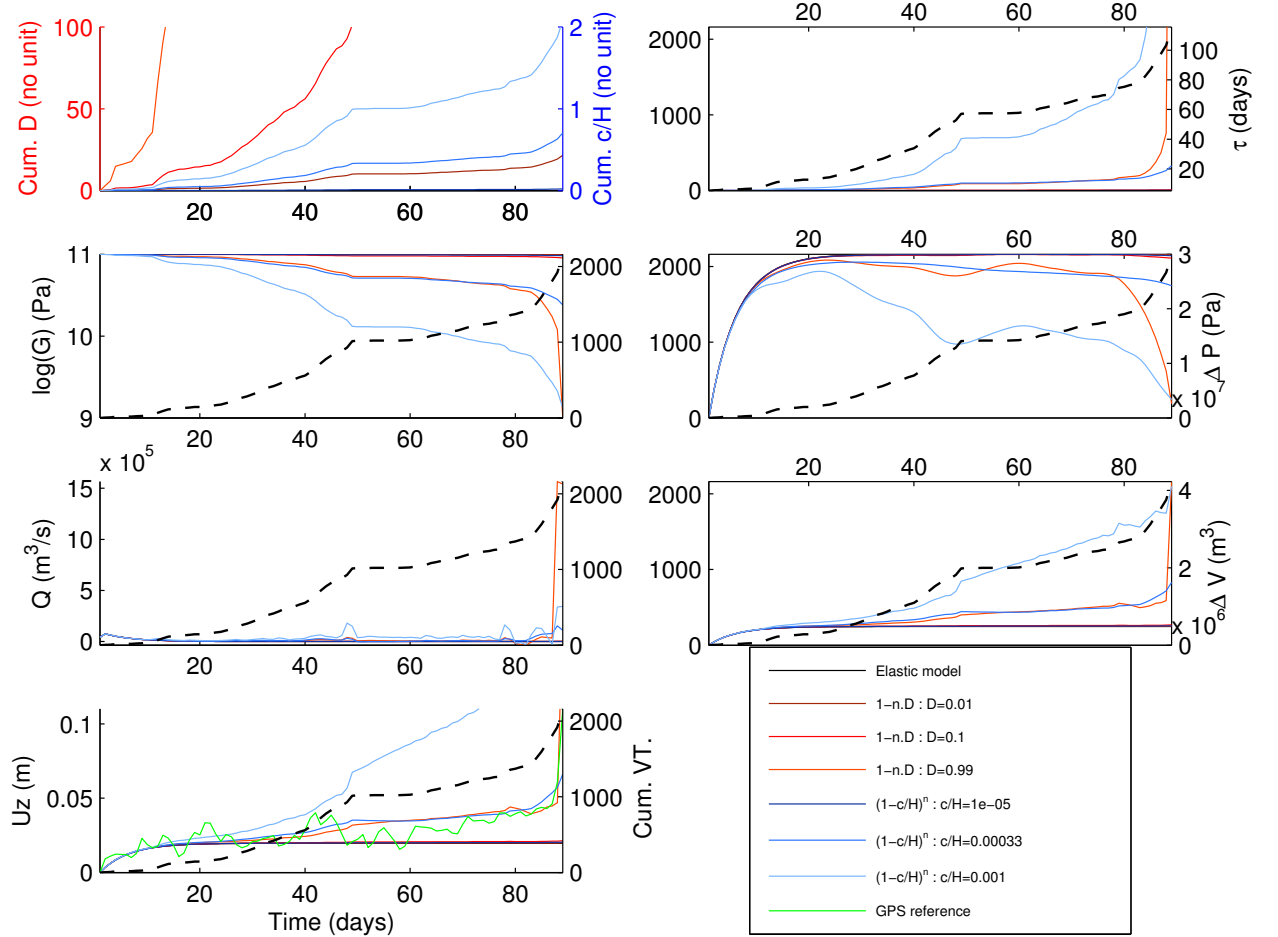 100
50
0
Cum. D (no unit)
2
1
0
Cum. c/H (no unit)
20 40 60 80
20 40 60 80
2000
1000
0
100
80
60
40
20
τ (days)
11
10
9
log(G) (Pa)
2000
1000
0
20 40 60 80
20 40 60 80
2000
1000
0
3
2
1
0
x 10^7
Δ P (Pa)
x 10^5
15
10
5
0
Q (m^3/s)
2000
1000
0
20 40 60 80
20 40 60 80
2000
1000
0
4
2
0
x 10^6
Δ V (m^3)
0.1
0.05
0
Uz (m)
2000
1000
0
Cum. VT.
20 40 60 80
Time (days)
Elastic model
1−n.D : D=0.01
1−n.D : D=0.1
1−n.D : D=0.99
(1−c/H)^n : c/H=1e−05
(1−c/H)^n : c/H=0.00033
(1−c/H)^n : c/H=0.001
GPS reference